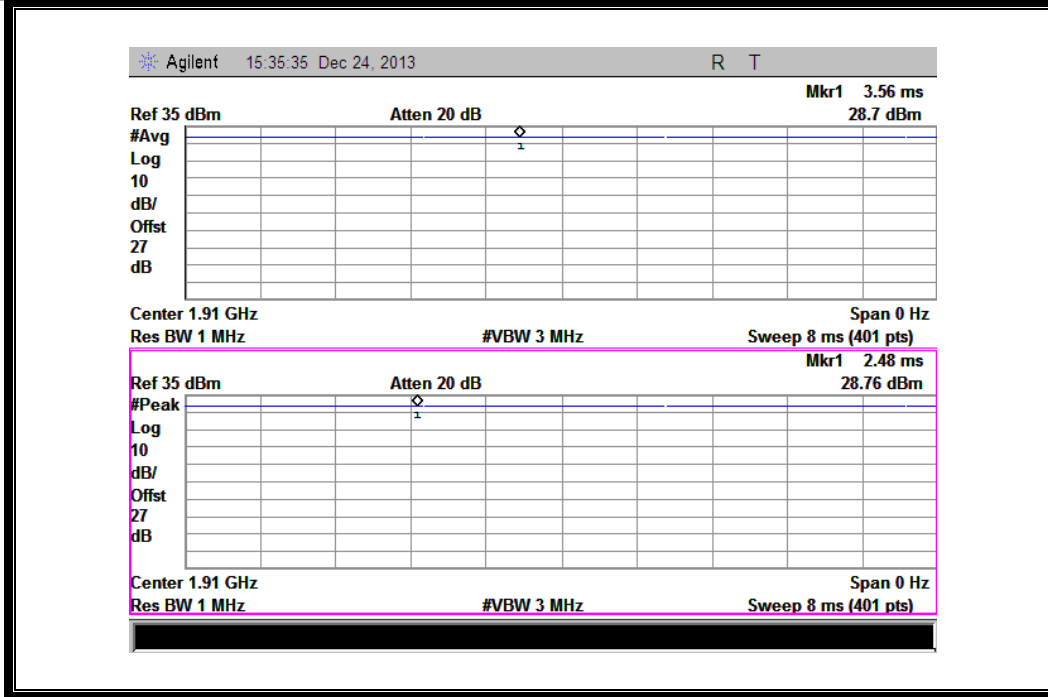 Agilent 15:35:35 Dec 24, 2013 R T
Mkr1 3.56 ms
Ref 35 dBm Atten 20 dB 28.7 dBm
#Avg
Log
10
dB/
Offst
27
dB
1
Center 1.91 GHz Span 0 Hz
Res BW 1 MHz #VBW 3 MHz Sweep 8 ms (401 pts)
Mkr1 2.48 ms
Ref 35 dBm Atten 20 dB 28.76 dBm
#Peak
Log
10
dB/
Offst
27
dB
1
Center 1.91 GHz Span 0 Hz
Res BW 1 MHz #VBW 3 MHz Sweep 8 ms (401 pts)